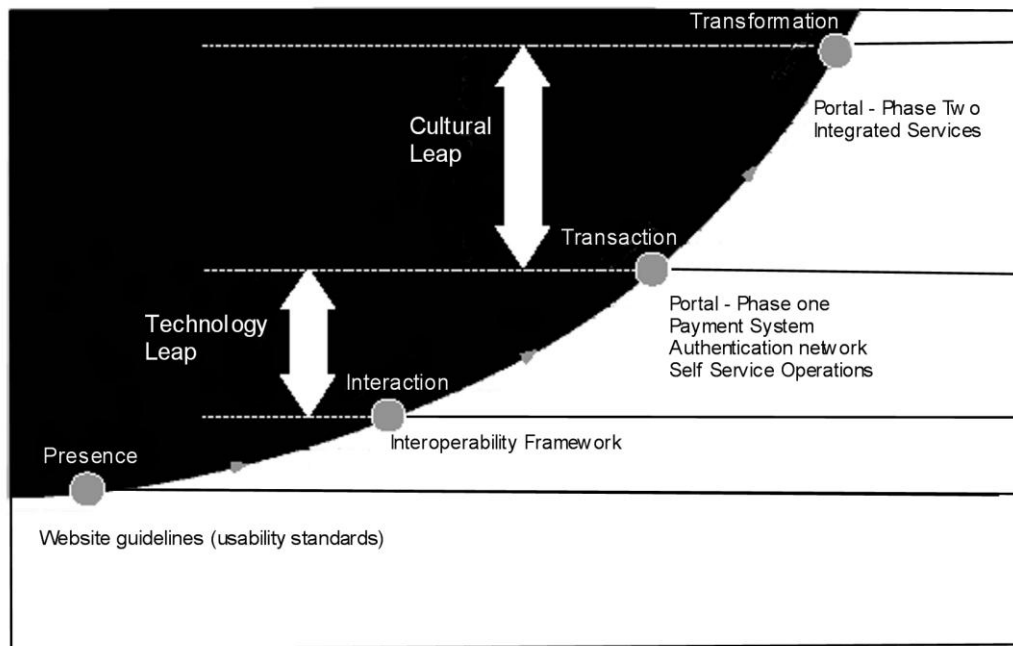 Transformation
Portal - Phase Two
Integrated Services
Cultural
Leap
Transaction
Portal - Phase one
Payment System
Authentication network
Self Service Operations
Technology
Leap
Interaction
Interoperability Framework
Presence
Website guidelines (usability standards)